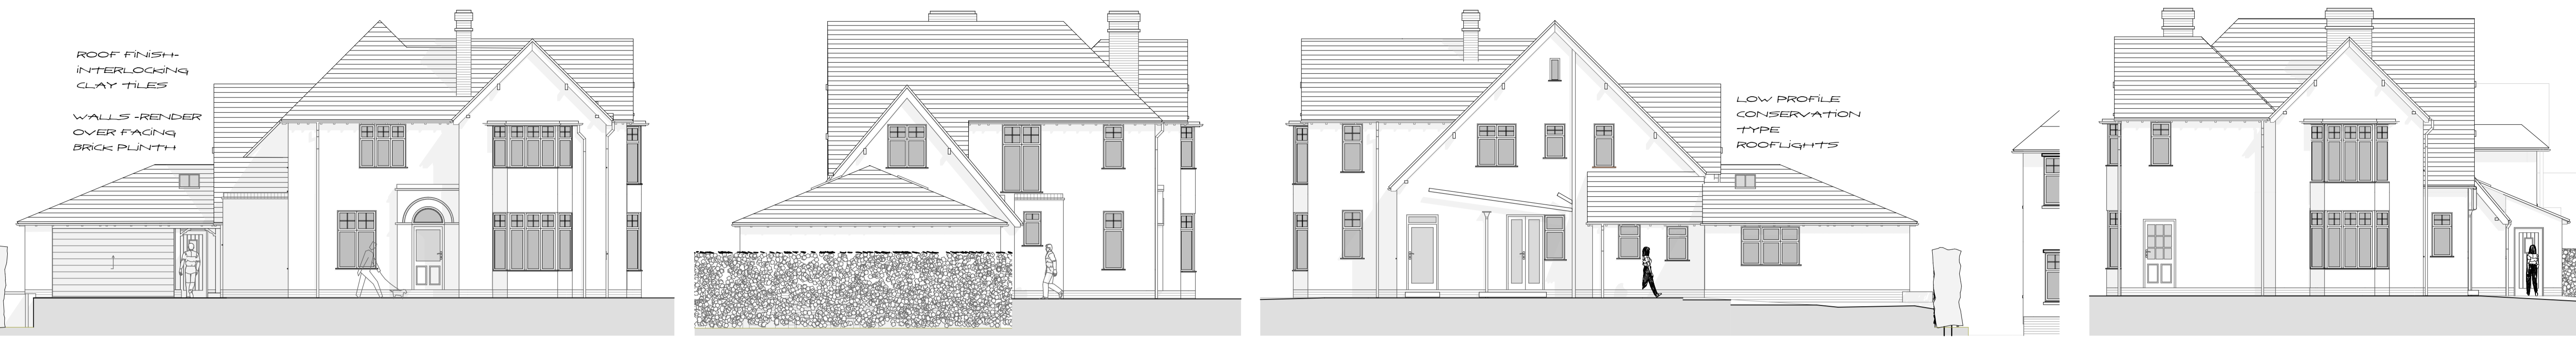 ROOF FINISH-
INTERLOCKING
CLAY TILES
WALLS -RENDER
OVER FACING
BRICK PLINTH
LOW PROFILE
CONSERVATION
TYPE
ROOFLIGHTS